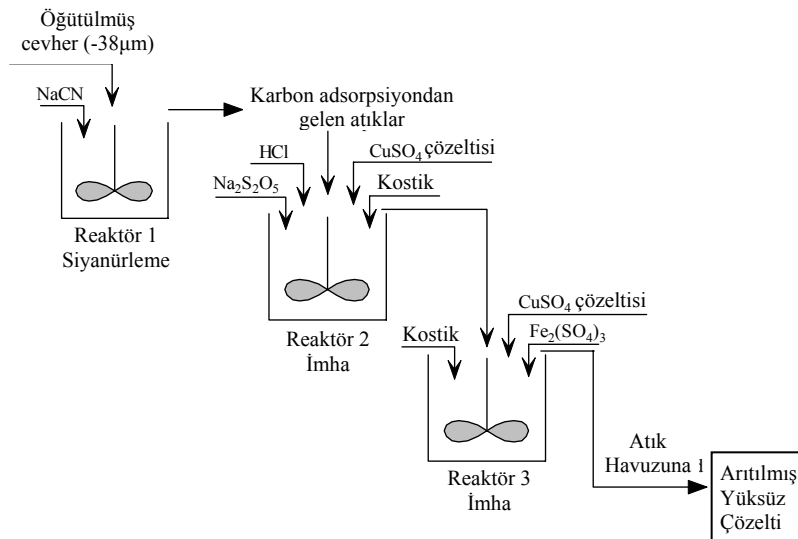 Öğütülmüş
cevher (-38µm)
NaCN
Karbon adsorpsiyondan
gelen atıklar
HCl
CuSO₄ çözeltisi
Na₂S₂O₅
Kostik
Reaktör 1
Siyanürleme
Reaktör 2
İmha
CuSO₄ çözeltisi
Kostik
Fe₂(SO₄)₃
Reaktör 3
İmha
Atık
Havuzuna
Arıtılmış
Yüksüz
Çözelti